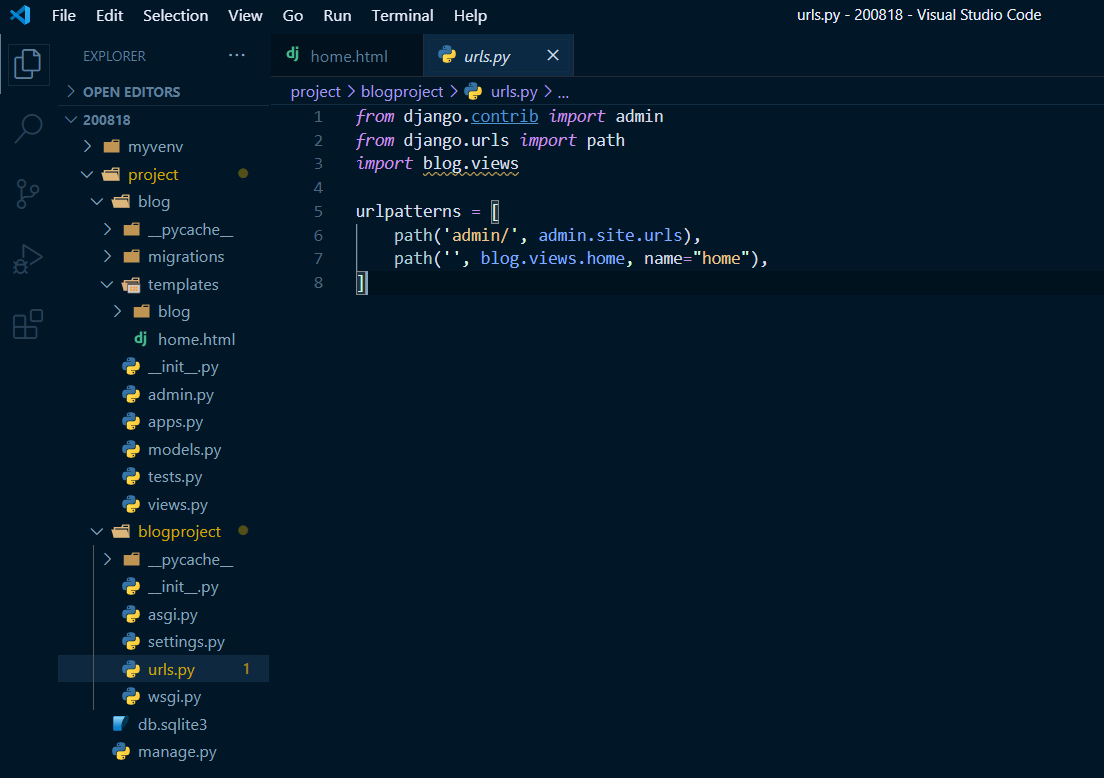 File Edit Selection View Go Run Terminal Help urls.py - 200818 - Visual Studio Code
EXPLORER ...
OPEN EDITORS
200818
myvenv
project
blog
__pycache__
migrations
templates
blog
home.html
__init__.py
admin.py
apps.py
models.py
tests.py
views.py
blogproject
__pycache__
__init__.py
asgi.py
settings.py
urls.py 1
wsgi.py
db.sqlite3
manage.py
dj home.html urls.py
project > blogproject > urls.py > ...
1 from django.contrib import admin
2 from django.urls import path
3 import blog.views
4
5 urlpatterns = [
6     path('admin/', admin.site.urls),
7     path('', blog.views.home, name="home"),
8 ]